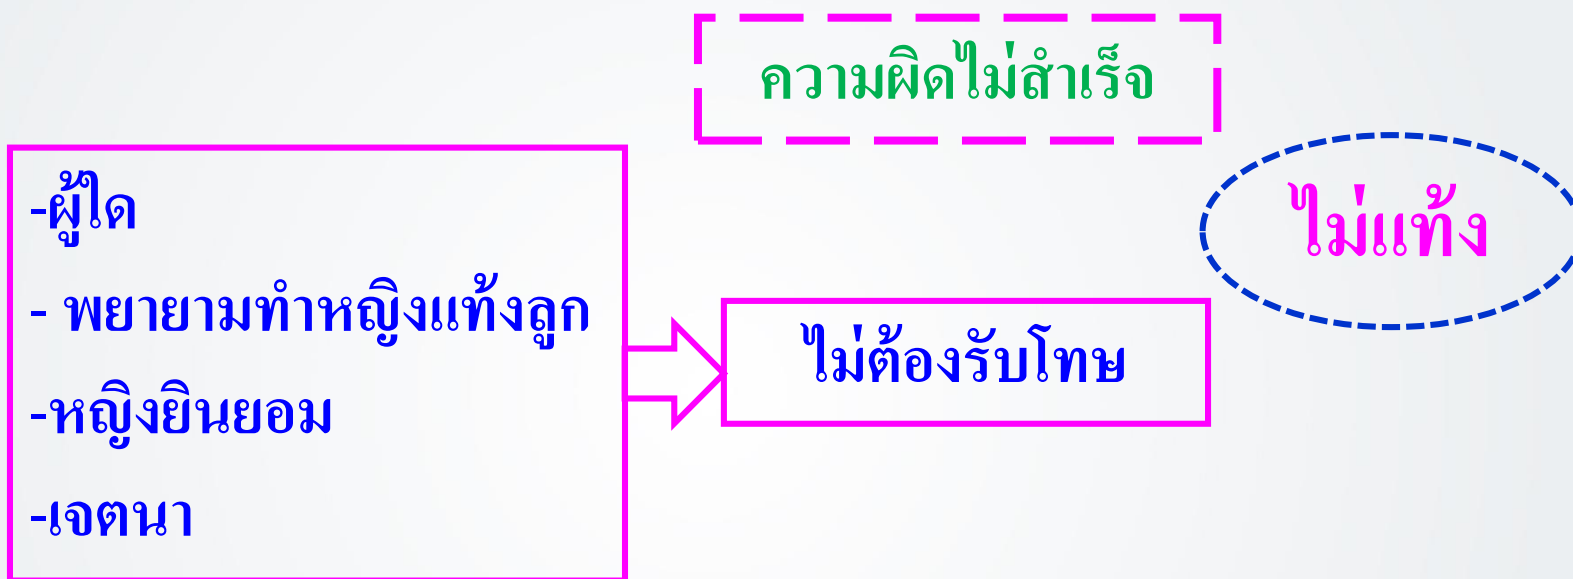 ความผิดไม่สำเร็จ
ไม่แท้ง
-ผู้ใด
- พยายามทำหญิงแท้งลูก
-หญิงยินยอม
-เจตนา
ไม่ต้องรับโทษ